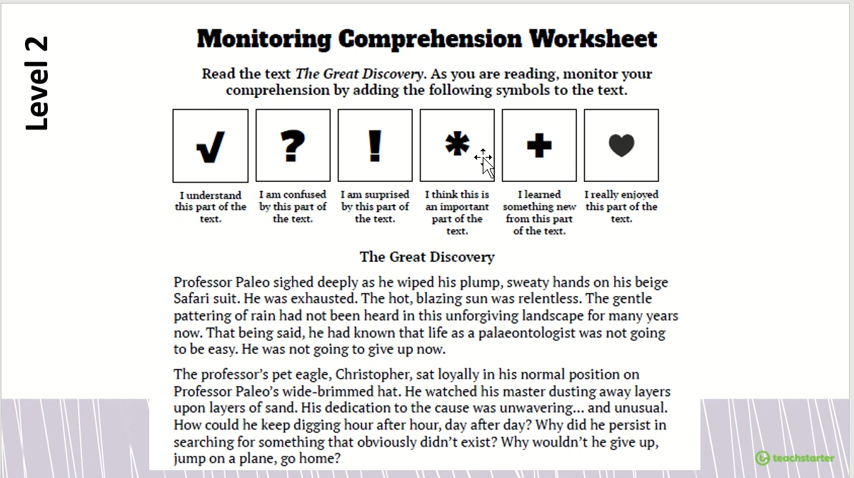 Level 2
Monitoring Comprehension Worksheet
Read the text The Great Discovery. As you are reading, monitor your
comprehension by adding the following symbols to the text.
√ ? ! * +
I understand this part of the text.
I am confused by this part of the text.
I am surprised by this part of the text.
I think this is an important part of the text.
I learned something new from this part of the text.
I really enjoyed this part of the text.
The Great Discovery
Professor Paleo sighed deeply as he wiped his plump, sweaty hands on his beige
Safari suit. He was exhausted. The hot, blazing sun was relentless. The gentle
pattering of rain had not been heard in this unforgiving landscape for many years
now. That being said, he had known that life as a palaeontologist was not going
to be easy. He was not going to give up now.
The professor's pet eagle, Christopher, sat loyally in his normal position on
Professor Paleo's wide-brimmed hat. He watched his master dusting away layers
upon layers of sand. His dedication to the cause was unwavering... and unusual.
How could he keep digging hour after hour, day after day? Why did he persist in
searching for something that obviously didn't exist? Why wouldn't he give up,
jump on a plane, go home?
teachstarter